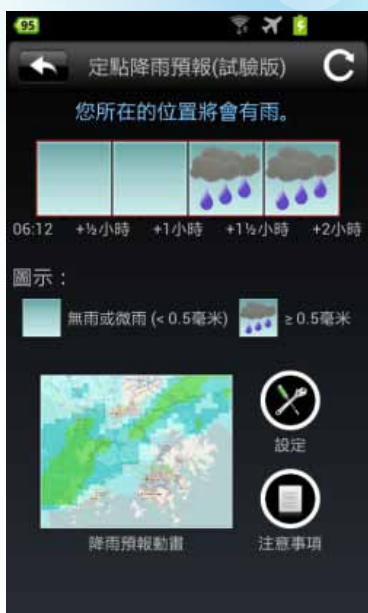 95
定點降雨預報(試驗版)
您所在的位置將會有雨。
06:12 +½小時 +1小時 +1½小時 +2小時
圖示：
無雨或微雨 (< 0.5毫米) ≥ 0.5毫米
設定
降雨預報動畫 注意事項